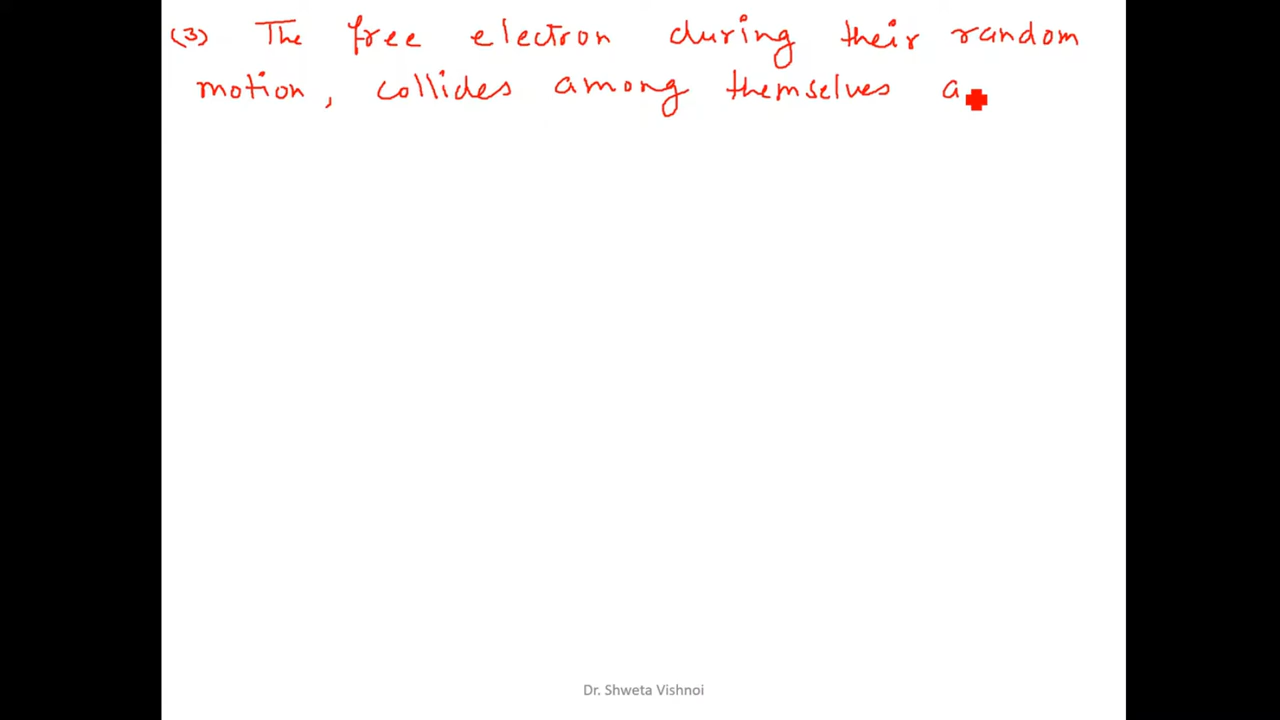 (3) The free electron during their random
motion, collides among themselves a
Dr. Shweta Vishnoi